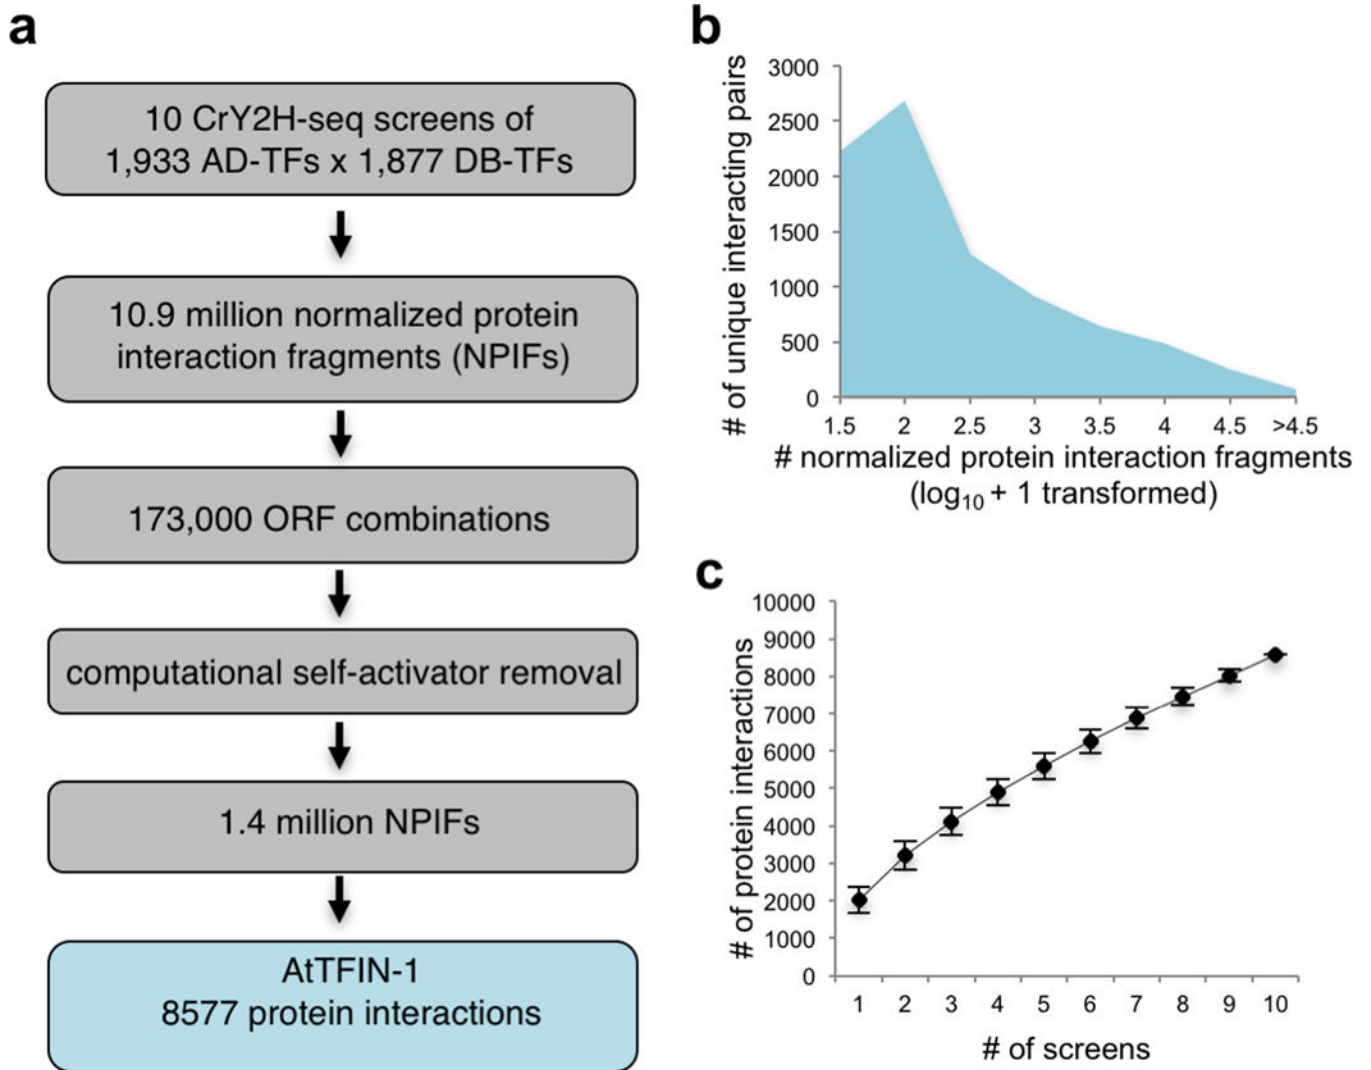 a
10 CrY2H-seq screens of
1,933 AD-TFs x 1,877 DB-TFs
10.9 million normalized protein
interaction fragments (NPIFs)
173,000 ORF combinations
computational self-activator removal
1.4 million NPIFs
AtTFIN-1
8577 protein interactions
b
# of unique interacting pairs
3000
2500
2000
1500
1000
500
0
1.5 2 2.5 3 3.5 4 4.5 >4.5
# normalized protein interaction fragments
(log10 + 1 transformed)
c
# of protein interactions
10000
9000
8000
7000
6000
5000
4000
3000
2000
1000
0
1 2 3 4 5 6 7 8 9 10
# of screens